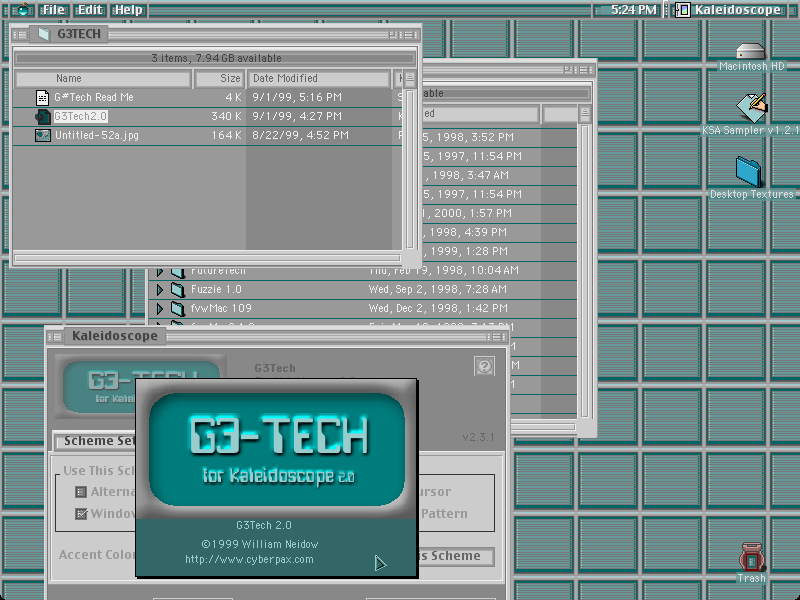 File Edit Help
5:24 PM
Kaleidoscope
G3TECH
3 items, 7.94GB available
Name Size Date Modified
G#Tech Read Me 4 K 9/1/99, 5:16 PM
G3Tech2.0 340 K 9/1/99, 4:27 PM
Untitled-52a.jpg 164 K 8/22/99, 4:52 PM
able
ed
5, 1998, 3:52 PM
5, 1997, 11:54 PM
, 1998, 3:47 AM
5, 1997, 11:54 PM
1, 2000, 1:57 PM
, 1998, 4:39 PM
, 1999, 1:28 PM
FutureTech Thu, Feb 19, 1998, 10:04 AM
Fuzzie 1.0 Wed, Sep 2, 1998, 7:28 AM
fvwMac 109 Wed, Dec 2, 1998, 1:42 PM
Macintosh HD
KSA Sampler v1.2.1
Desktop Textures
Trash
Kaleidoscope
G3-TECH
for Kalei
G3Tech
v2.3.1
Scheme Set
Use This Sch
Alterna
Window
ursor
Pattern
Accent Color
s Scheme
G3-TECH
for Kaleidoscope 2.0
G3Tech 2.0
©1999 William Neidow
http://www.cyberpax.com